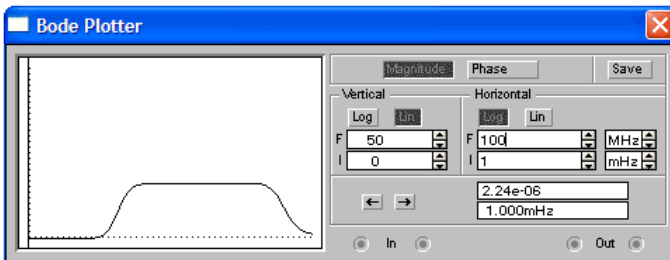 Bode Plotter
Magnitude Phase Save
Vertical Horizontal
Log Lin Log Lin
F 50 F 100 MHz
I 0 I 1 mHz
← →
2.24e-06
1.000mHz
In Out